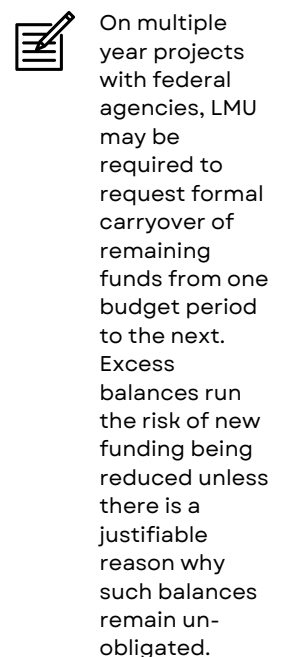 On multiple
year projects
with federal
agencies, LMU
may be
required to
request formal
carryover of
remaining
funds from one
budget period
to the next.
Excess
balances run
the risk of new
funding being
reduced unless
there is a
justifiable
reason why
such balances
remain un-
obligated.